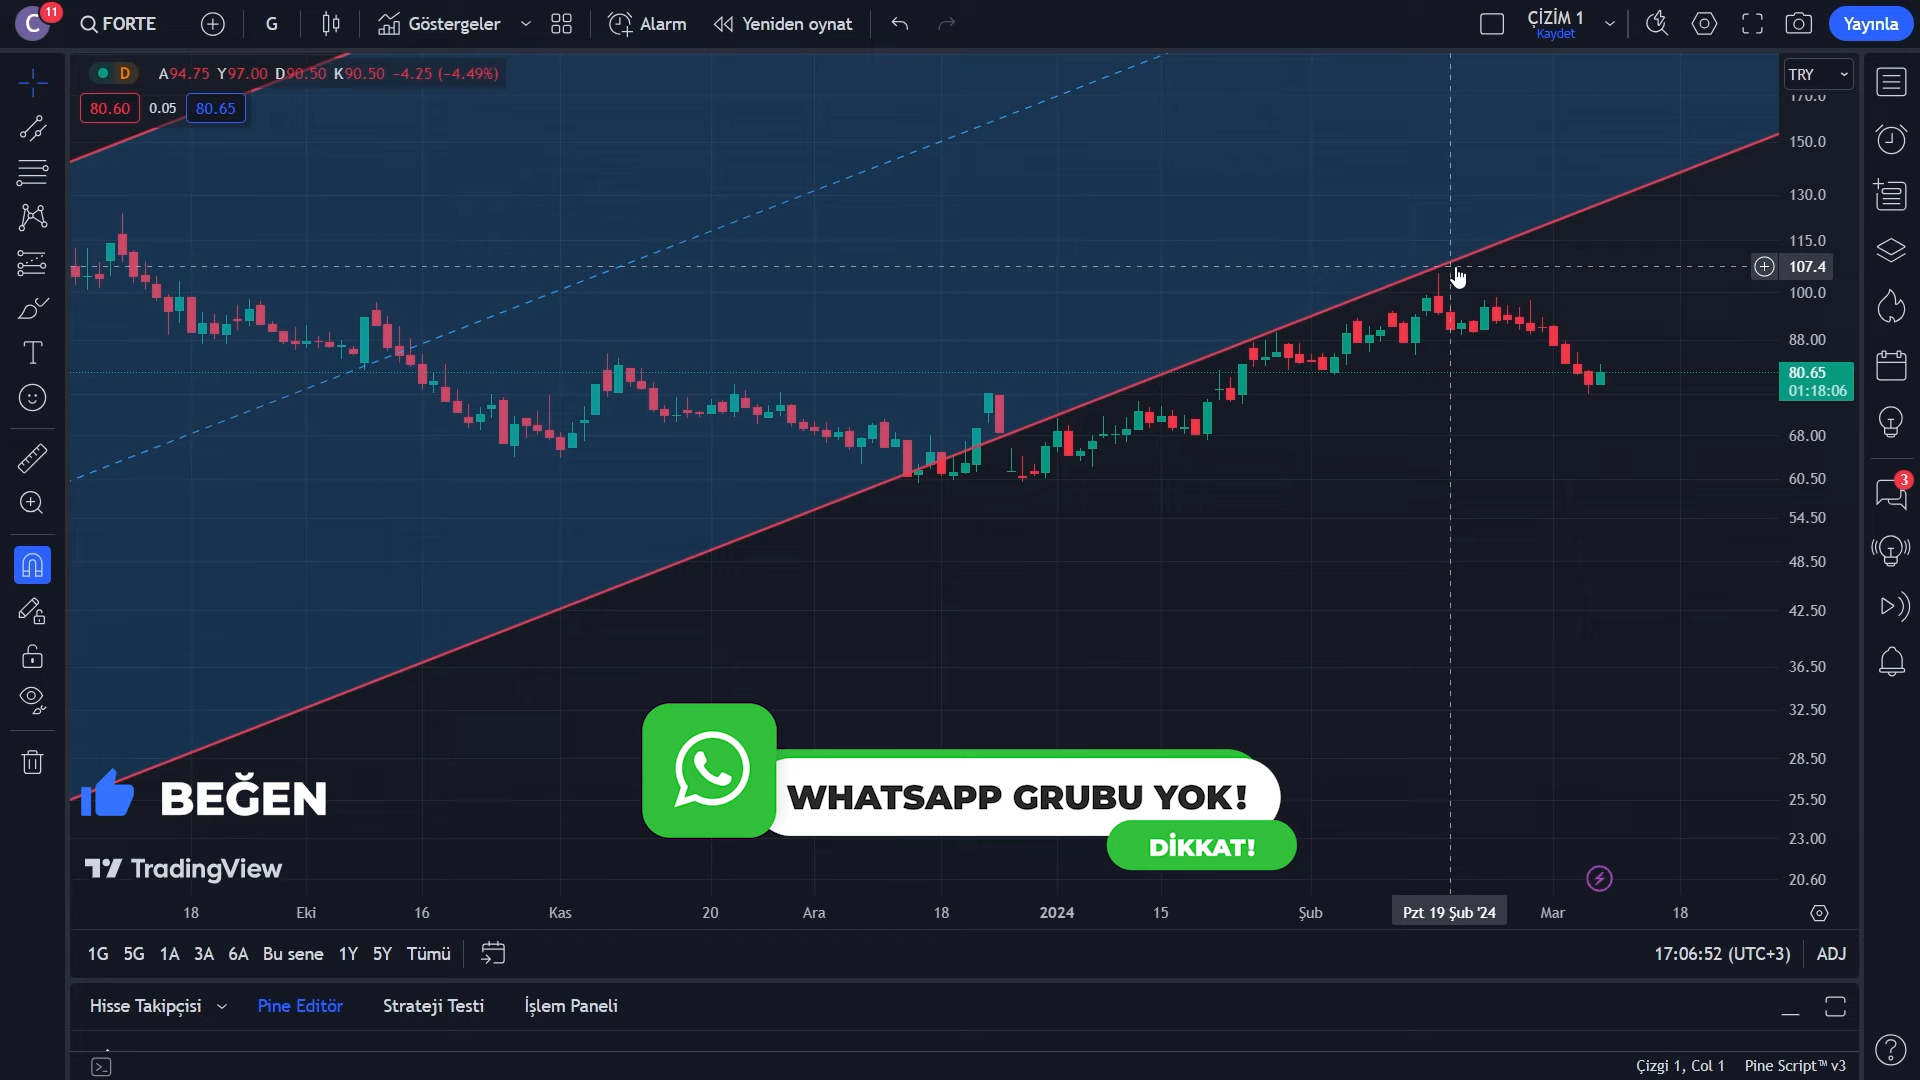 C 11 FORTE G Göstergeler Alarm Yeniden oynat ÇİZİM 1 Kaydet Yayınla
D A94.75 Y97.00 D90.50 K90.50 −4.25 (−4.49%)
80.60 0.05 80.65
TRY
170.0
150.0
130.0
115.0
107.4
100.0
88.00
80.65
01:18:06
68.00
60.50
3
54.50
48.50
42.50
36.50
32.50
28.50
25.50
23.00
20.60
BEĞEN
WHATSAPP GRUBU YOK!
DİKKAT!
TradingView
18 Eki 16 Kas 20 Ara 18 2024 15 Şub Pzt 19 Şub '24 Mar 18
1G 5G 1A 3A 6A Bu sene 1Y 5Y Tümü 17:06:52 (UTC+3) ADJ
Hisse Takipçisi Pine Editör Strateji Testi İşlem Paneli
Çizgi 1, Col 1 Pine Script™ v3